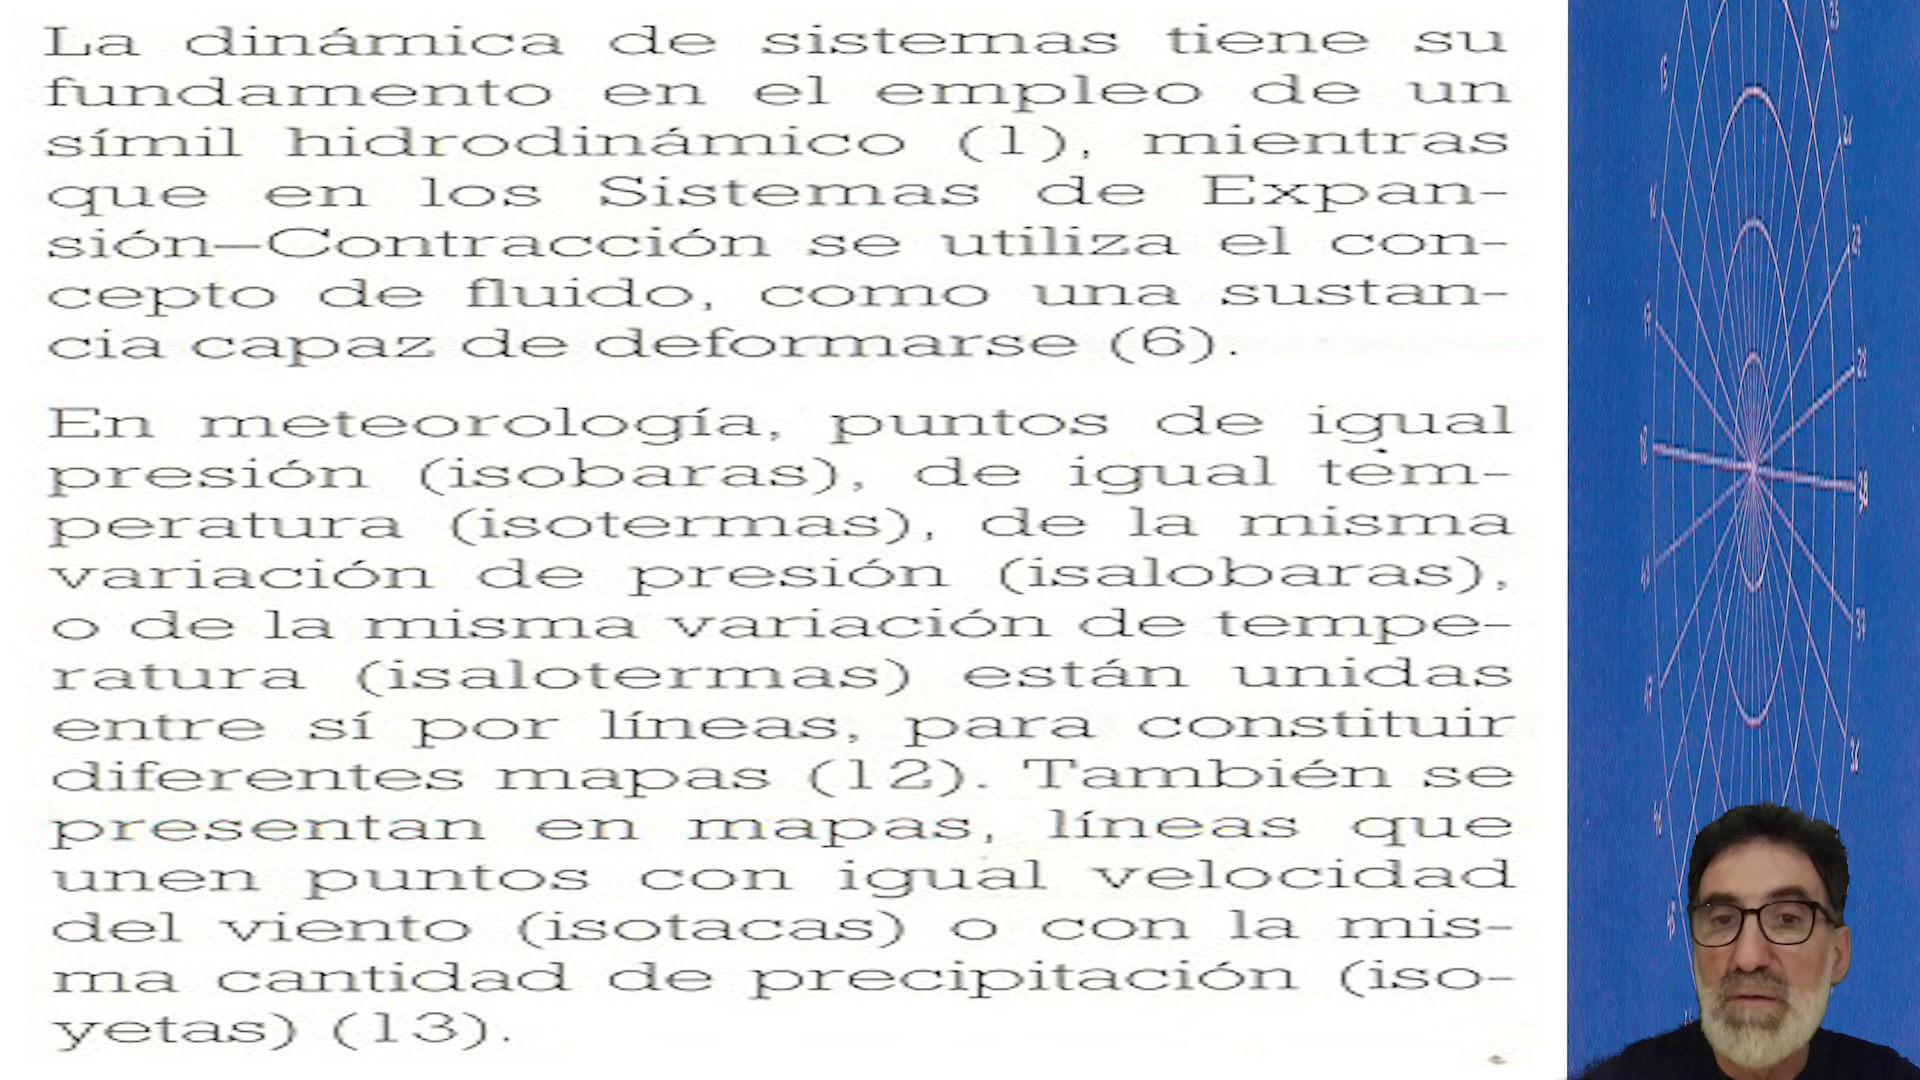 La dinámica de sistemas tiene su
fundamento en el empleo de un
símil hidrodinámico (1), mientras
que en los Sistemas de Expan-
sión—Contracción se utiliza el con-
cepto de fluido, como una sustan-
cia capaz de deformarse (6).
En meteorología, puntos de igual
presión (isobaras), de igual tem-
peratura (isotermas), de la misma
variación de presión (isalobaras),
o de la misma variación de tempe-
ratura (isalotermas) están unidas
entre sí por líneas, para constituir
diferentes mapas (12). También se
presentan en mapas, líneas que
unen puntos con igual velocidad
del viento (isotacas) o con la mis-
ma cantidad de precipitación (iso-
yetas) (13).